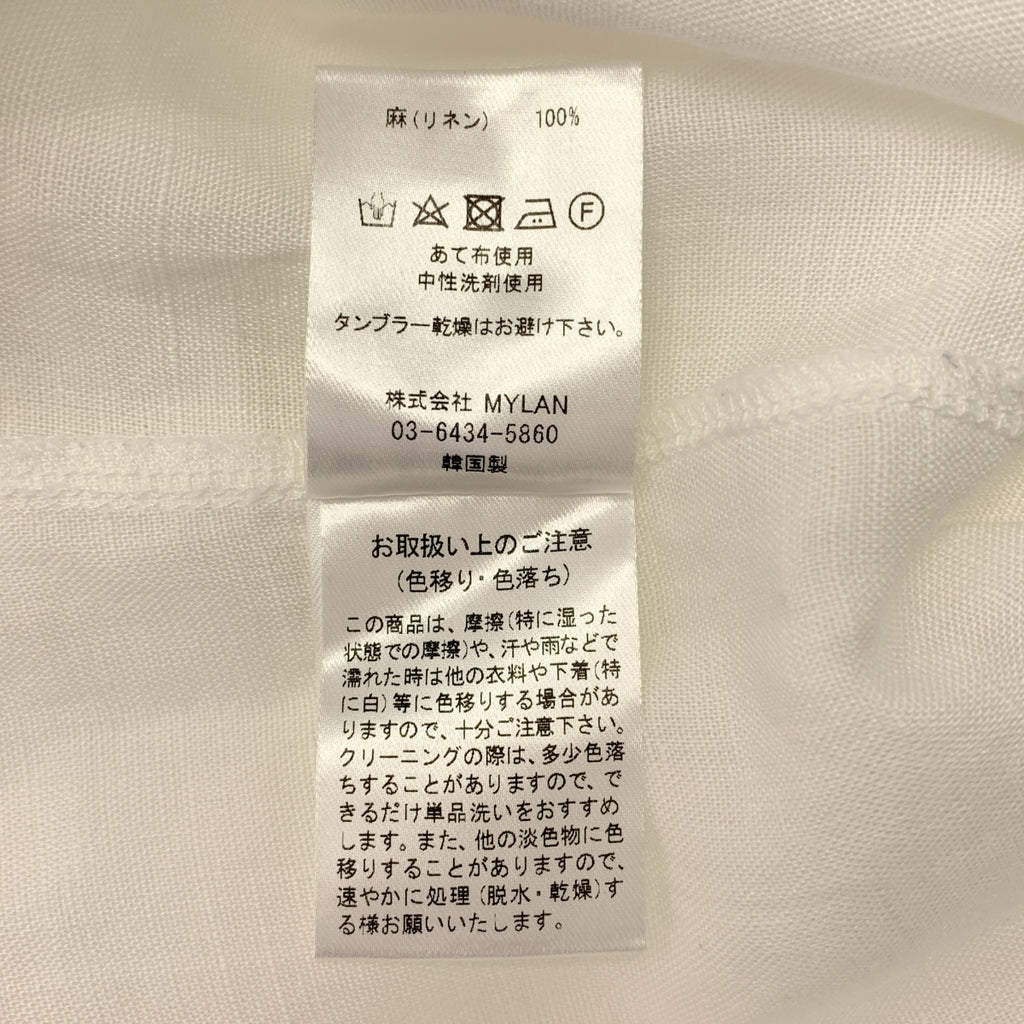 麻(リネン) 100%
F
あて布使用
中性洗剤使用
タンブラー乾燥はお避け下さい。
株式会社 MYLAN
03-6434-5860
韓国製
お取扱い上のご注意
(色移り・色落ち)
この商品は、摩擦(特に湿った
状態での摩擦)や、汗や雨などで
濡れた時は他の衣料や下着(特
に白)等に色移りする場合があ
りますので、十分ご注意下さい。
クリーニングの際は、多少色落
ちすることがありますので、で
きるだけ単品洗いをおすすめ
します。また、他の淡色物に色
移りすることがありますので、
速やかに処理(脱水・乾燥)す
る様お願いいたします。